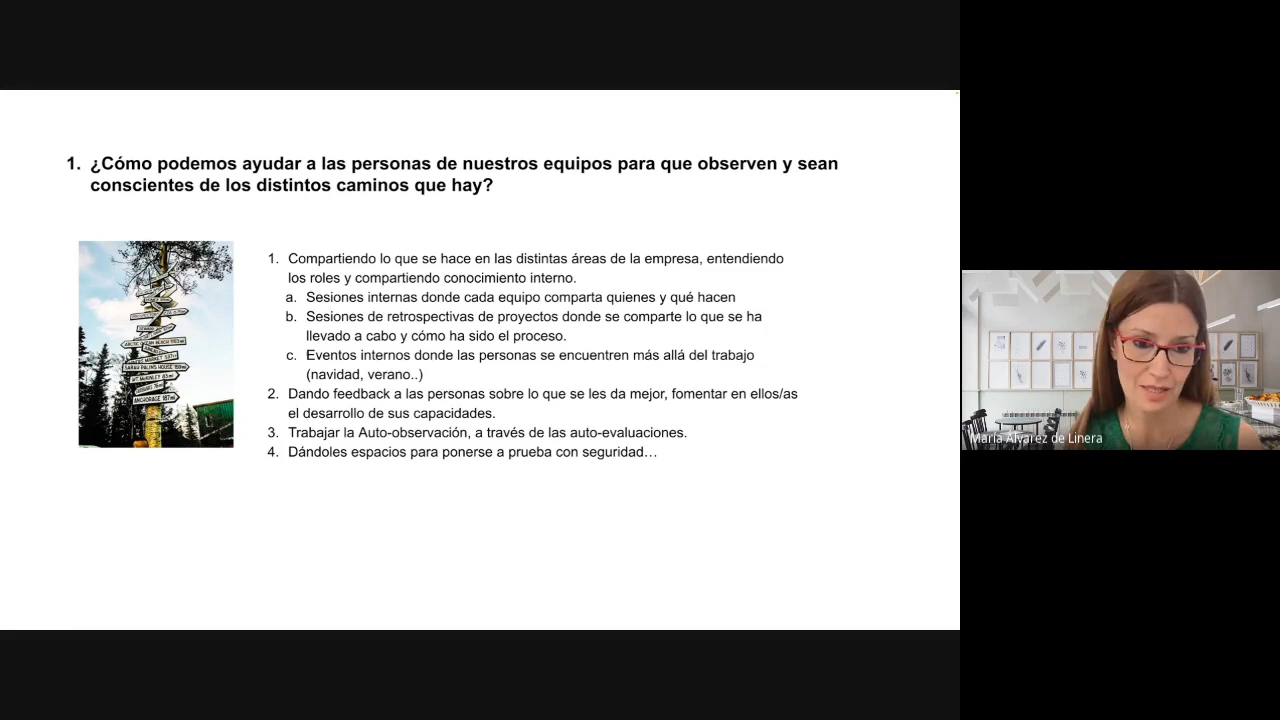 1. ¿Cómo podemos ayudar a las personas de nuestros equipos para que observen y sean
conscientes de los distintos caminos que hay?
1. Compartiendo lo que se hace en las distintas áreas de la empresa, entendiendo
los roles y compartiendo conocimiento interno.
a. Sesiones internas donde cada equipo comparta quienes y qué hacen
b. Sesiones de retrospectivas de proyectos donde se comparte lo que se ha
llevado a cabo y cómo ha sido el proceso.
c. Eventos internos donde las personas se encuentren más allá del trabajo
(navidad, verano..)
2. Dando feedback a las personas sobre lo que se les da mejor, fomentar en ellos/as
el desarrollo de sus capacidades.
3. Trabajar la Auto-observación, a través de las auto-evaluaciones.
4. Dándoles espacios para ponerse a prueba con seguridad…
SARAH PALINS HOUSE
ANCHORAGE 187mi
María Álvarez de Linera